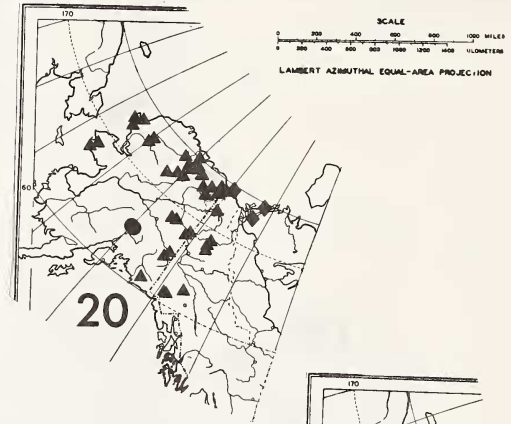 170
SCALE
0 200 400 600 800 1000 MILES
0 200 400 600 800 1000 1200 1400 KILOMETERS
LAMBERT AZIMUTHAL EQUAL-AREA PROJECTION
60
20
170